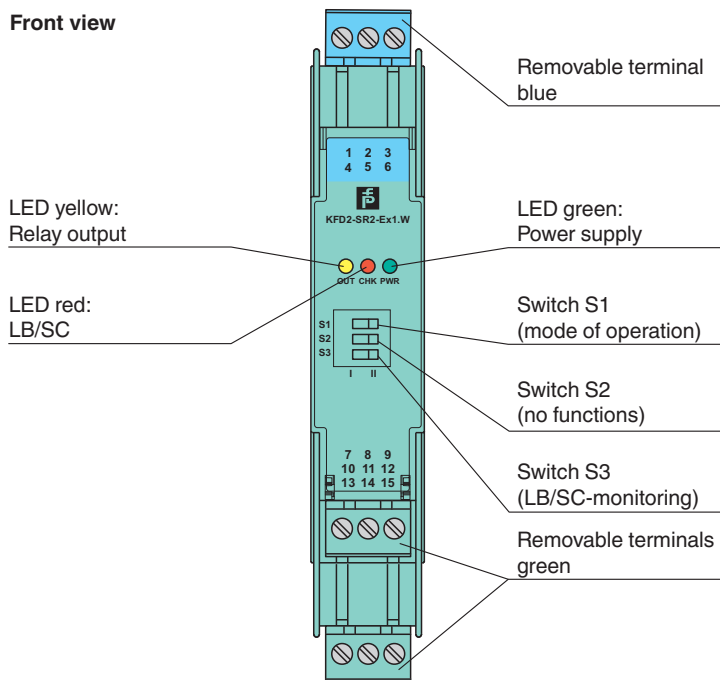 Front view
Removable terminal
blue
1 2 3
4 5 6
KFD2-SR2-Ex1.W
LED yellow:
Relay output
LED green:
Power supply
OUT CHK PWR
LED red:
LB/SC
Switch S1
(mode of operation)
S1
S2
S3
I II
Switch S2
(no functions)
Switch S3
(LB/SC-monitoring)
7 8 9
10 11 12
13 14 15
Removable terminals
green